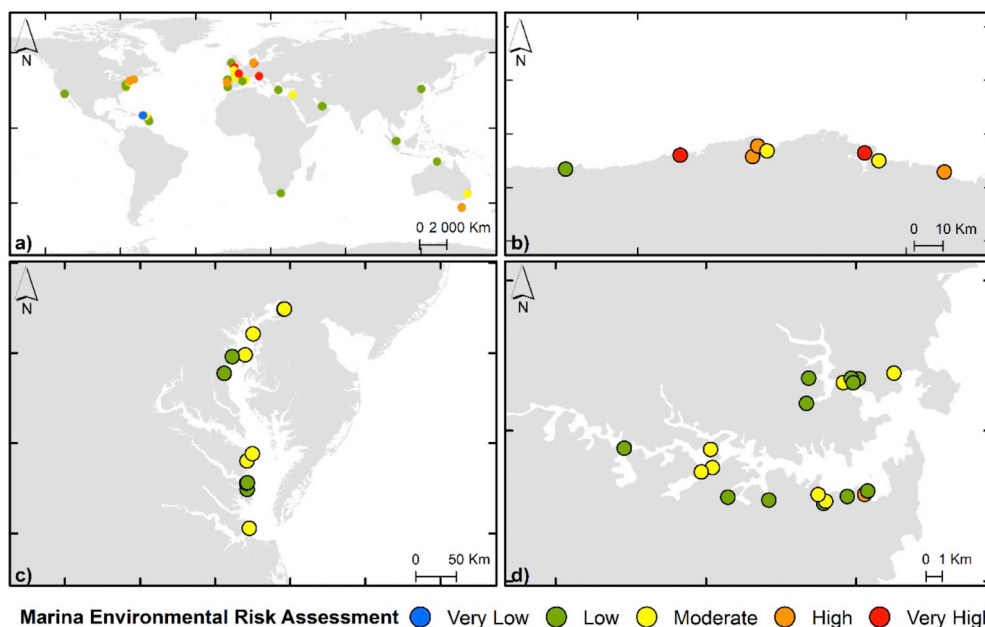 N
N
a)
0 2 000 Km
b)
0 10 Km
N
N
c)
0 50 Km
d)
0 1 Km
Marina Environmental Risk Assessment Very Low Low Moderate High Very High